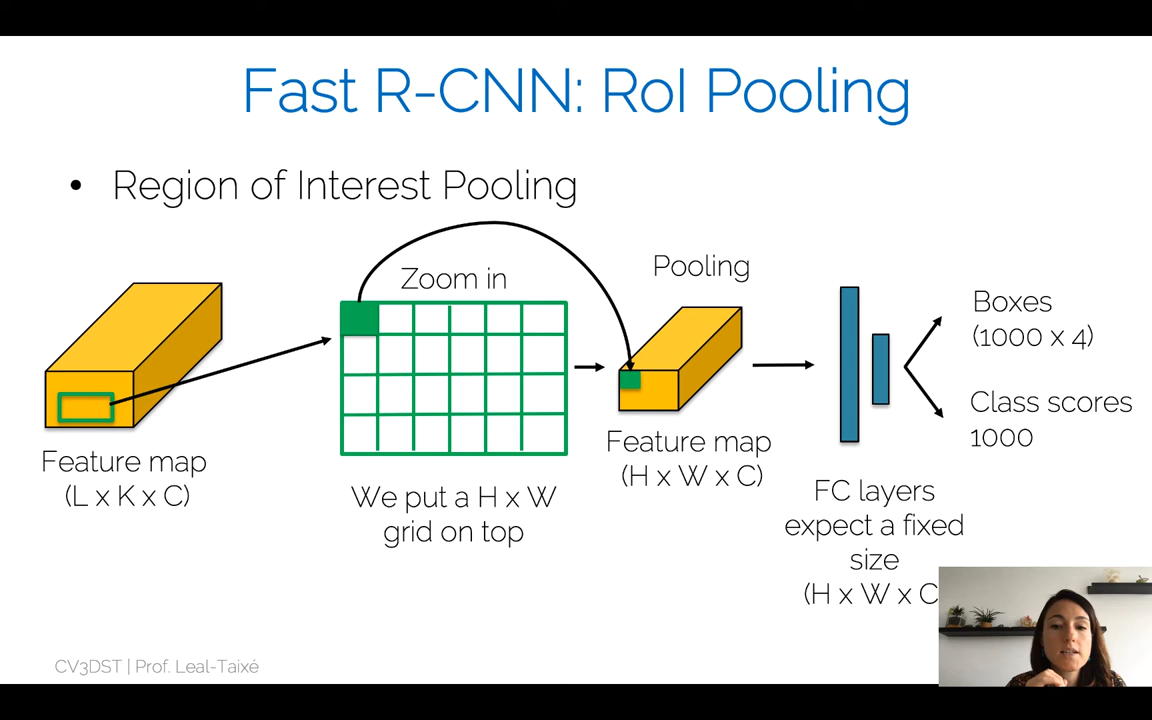 Fast R-CNN: RoI Pooling
• Region of Interest Pooling
Zoom in
Pooling
Boxes
(1000 x 4)
Class scores
1000
Feature map
(L x K x C)
We put a H x W
grid on top
Feature map
(H x W x C)
FC layers
expect a fixed
size
(H x W x C
CV3DST | Prof. Leal-Taixé